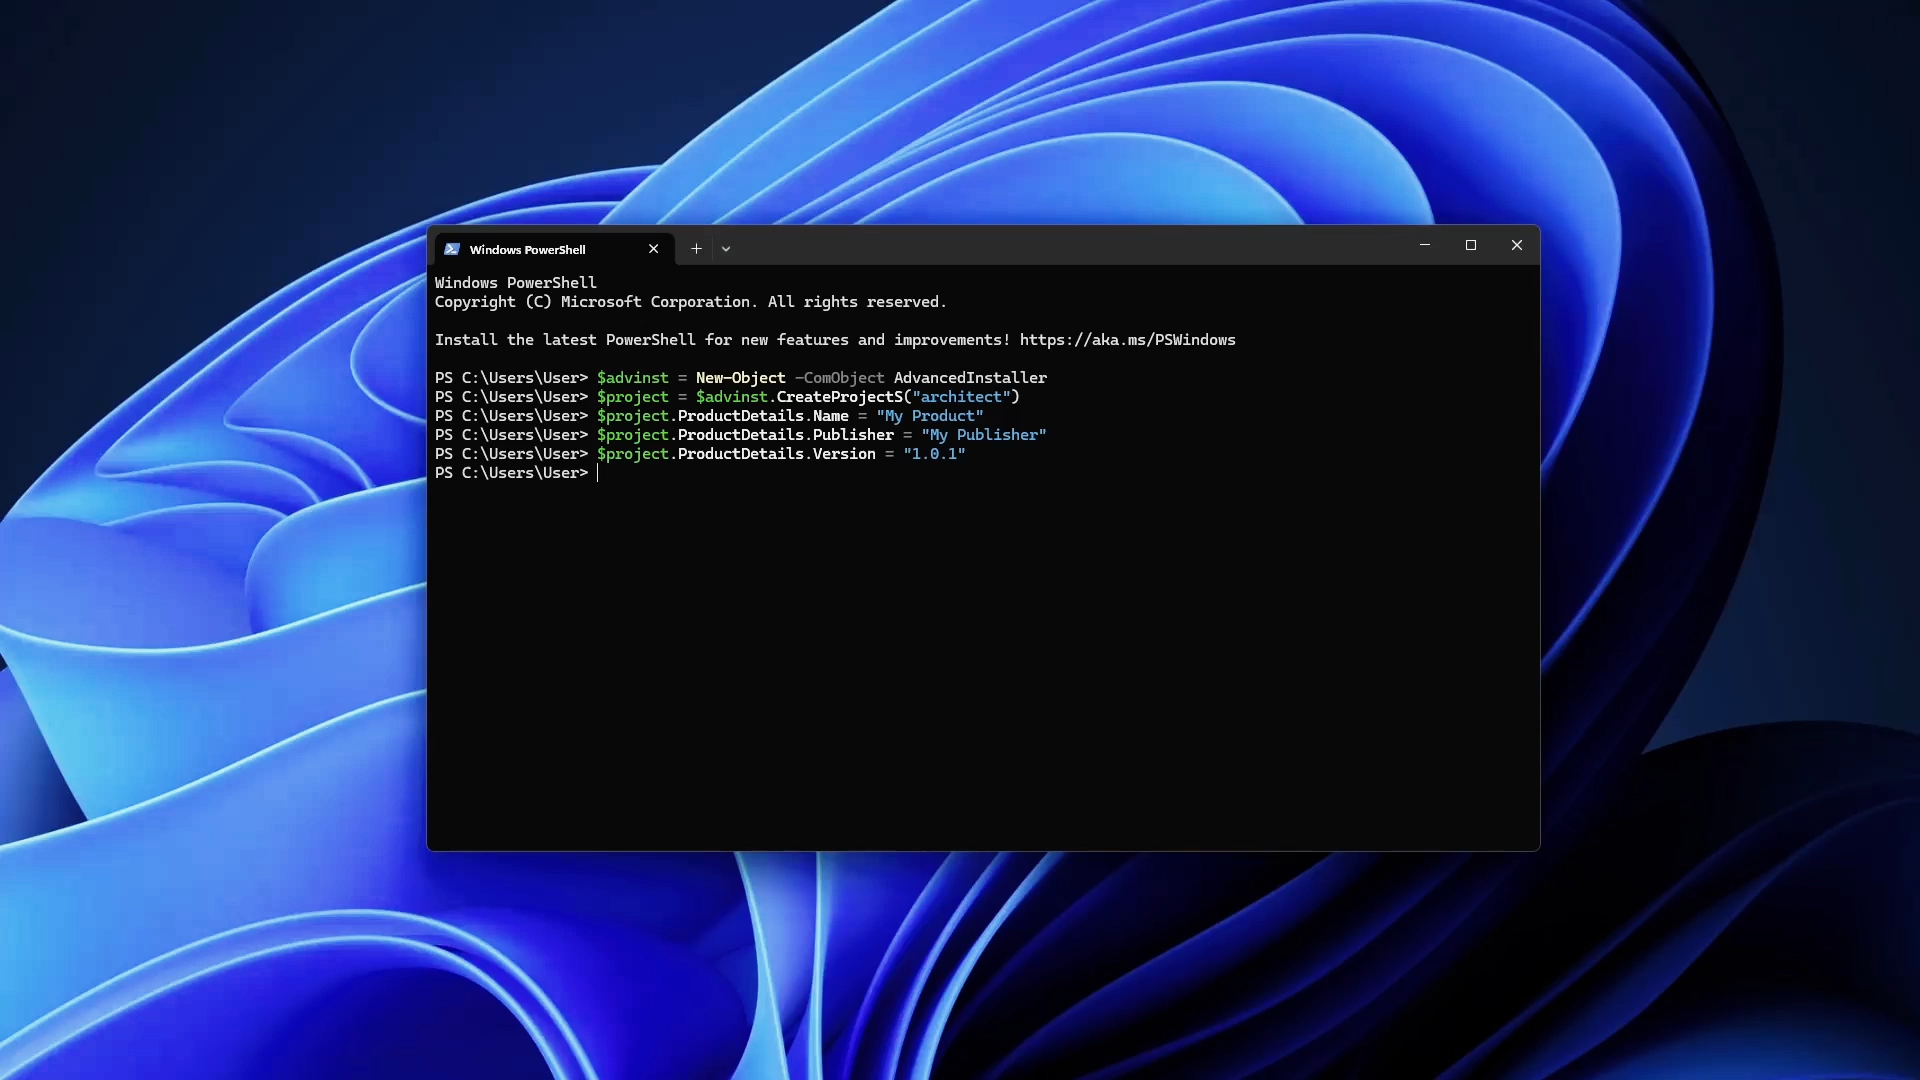 Windows PowerShell
Windows PowerShell
Copyright (C) Microsoft Corporation. All rights reserved.
Install the latest PowerShell for new features and improvements! https://aka.ms/PSWindows
PS C:\Users\User> $advinst = New-Object -ComObject AdvancedInstaller
PS C:\Users\User> $project = $advinst.CreateProjectS("architect")
PS C:\Users\User> $project.ProductDetails.Name = "My Product"
PS C:\Users\User> $project.ProductDetails.Publisher = "My Publisher"
PS C:\Users\User> $project.ProductDetails.Version = "1.0.1"
PS C:\Users\User>